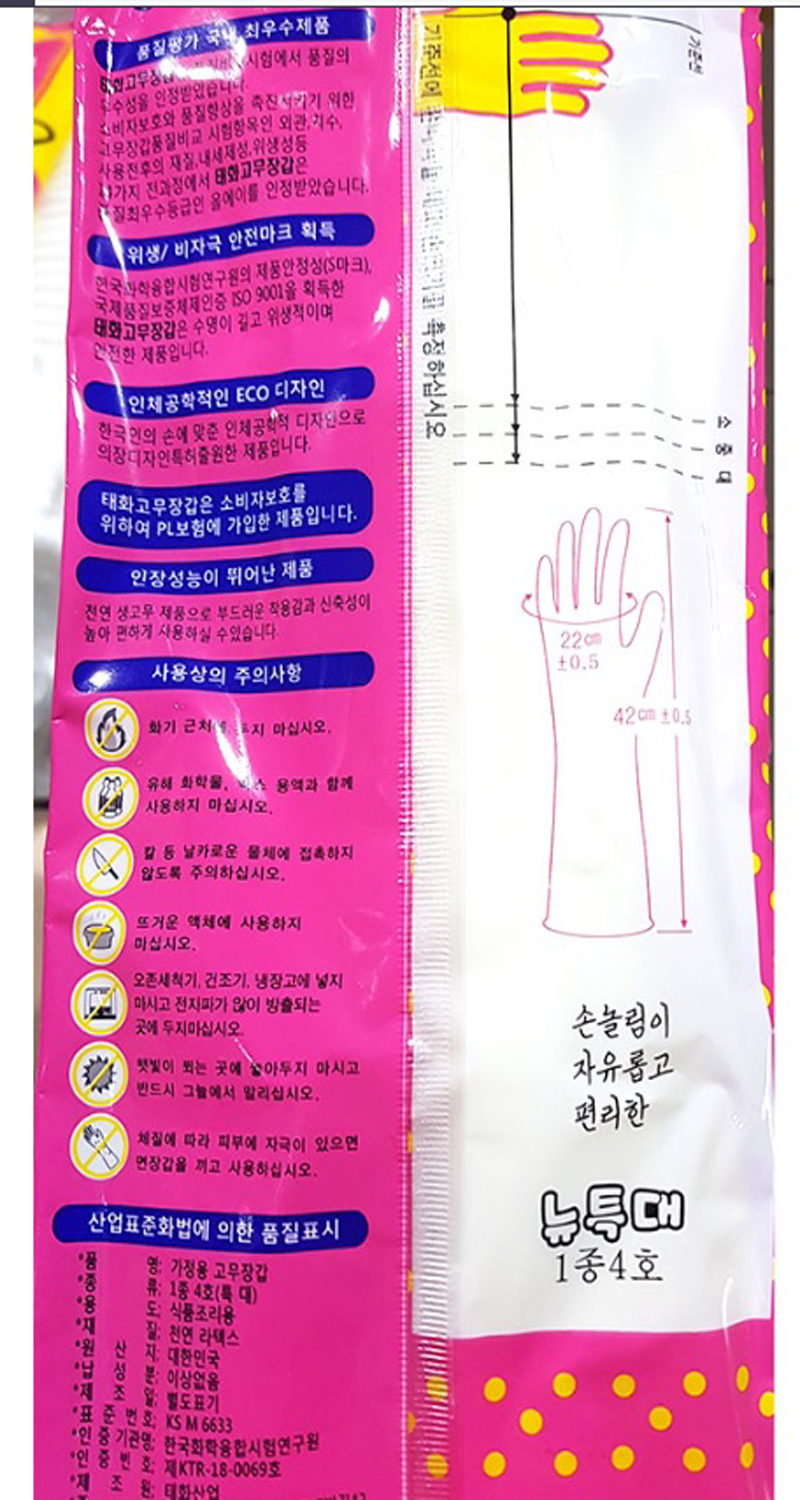 품질평가 국내 최우수제품
태화고무장갑 시험에서 품질의
우수성을 인정받았습니다.
소비자보호와 품질향상을 촉진시키기 위한
고무장갑품질비교 시험항목인 외관,치수,
사용전후의 재질,내세제성,위생성등
가지 전과정에서 태화고무장갑은
품질최우수등급인 올에이를 인정받았습니다.
위생/ 비자극 안전마크 획득
한국화학융합시험연구원의 제품안정성(S마크),
국제품질보증체제인증 ISO 9001을 획득한
태화고무장갑은 수명이 길고 위생적이며
안전한 제품입니다.
인체공학적인 ECO 디자인
한국인의 손에 맞춘 인체공학적 디자인으로
의장디자인특허출원한 제품입니다.
태화고무장갑은 소비자보호를
위하여 PL보험에 가입한 제품입니다.
인장성능이 뛰어난 제품
천연 생고무 제품으로 부드러운 착용감과 신축성이
높아 편하게 사용하실 수있습니다.
사용상의 주의사항
화기 근처에 두지 마십시오.
유해 화학물, 용액과 함께
사용하지 마십시오.
칼 등 날카로운 물체에 접촉하지
않도록 주의하십시오.
뜨거운 액체에 사용하지
마십시오.
오존세척기, 건조기, 냉장고에 넣지
마시고 전지파가 많이 방출되는
곳에 두지마십시오.
햇빛이 쬐는 곳에 놓아두지 마시고
반드시 그늘에서 말리십시오.
체질에 따라 피부에 자극이 있으면
면장갑을 끼고 사용하십시오.
산업표준화법에 의한 품질표시
*품 명: 가정용 고무장갑
*종 류: 1종 4호(특 대)
*용 도: 식품조리용
*재 질: 천연 라텍스
*원 산 지: 대한민국
*납 성 분: 이상없음
*제 조 일: 별도표기
*표 준 번 호: KS M 6633
*인 증 기관명: 한국화학융합시험연구원
*인 증 번 호: 제KTR-18-0069호
*제 조 원: 태화산업
기준선
측정하십시오
소
중
대
22cm
±0.5
42cm ±0.5
손놀림이
자유롭고
편리한
뉴특대
1종4호